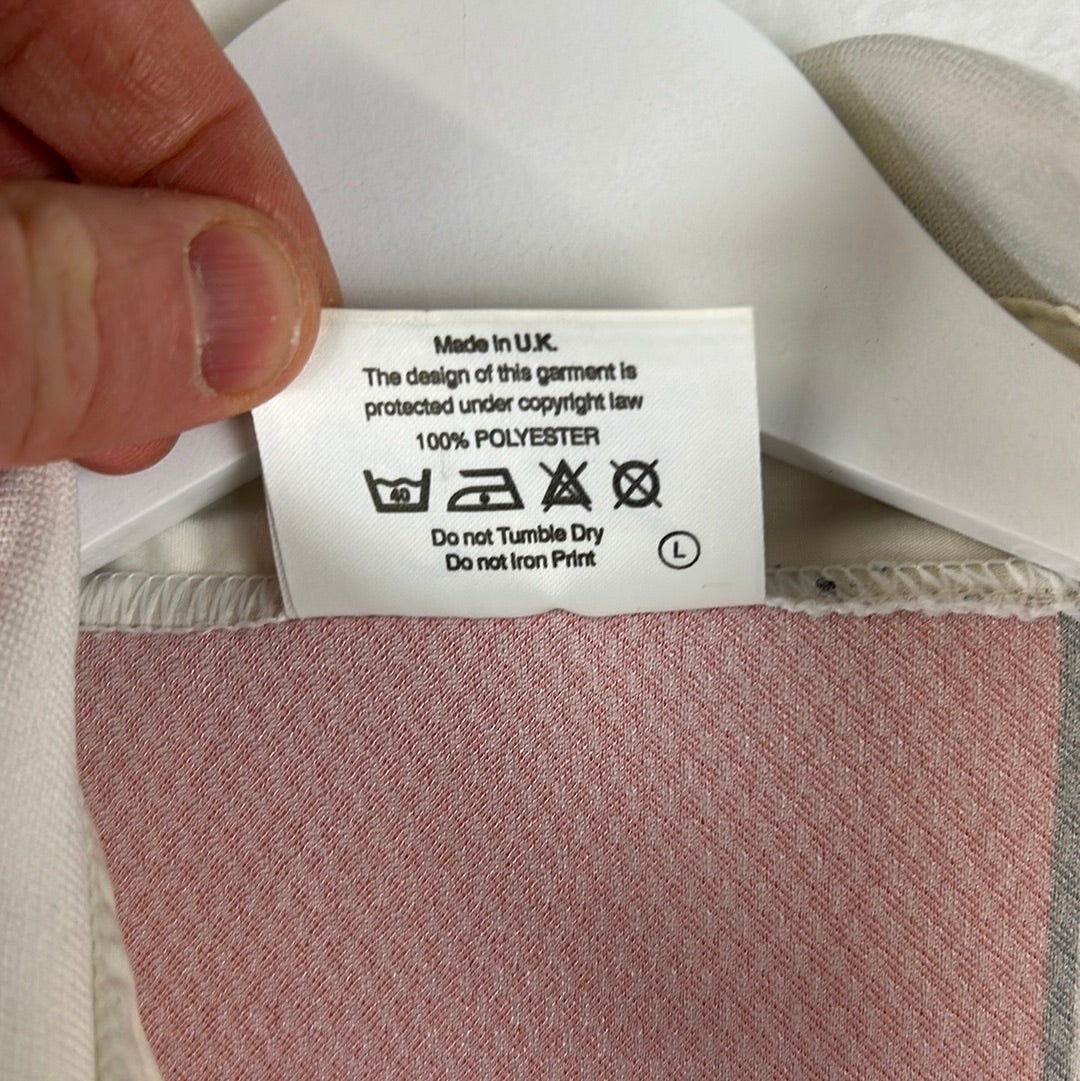 Made in U.K.
The design of this garment is
protected under copyright law
100% POLYESTER
40
Do not Tumble Dry
Do not Iron Print
L